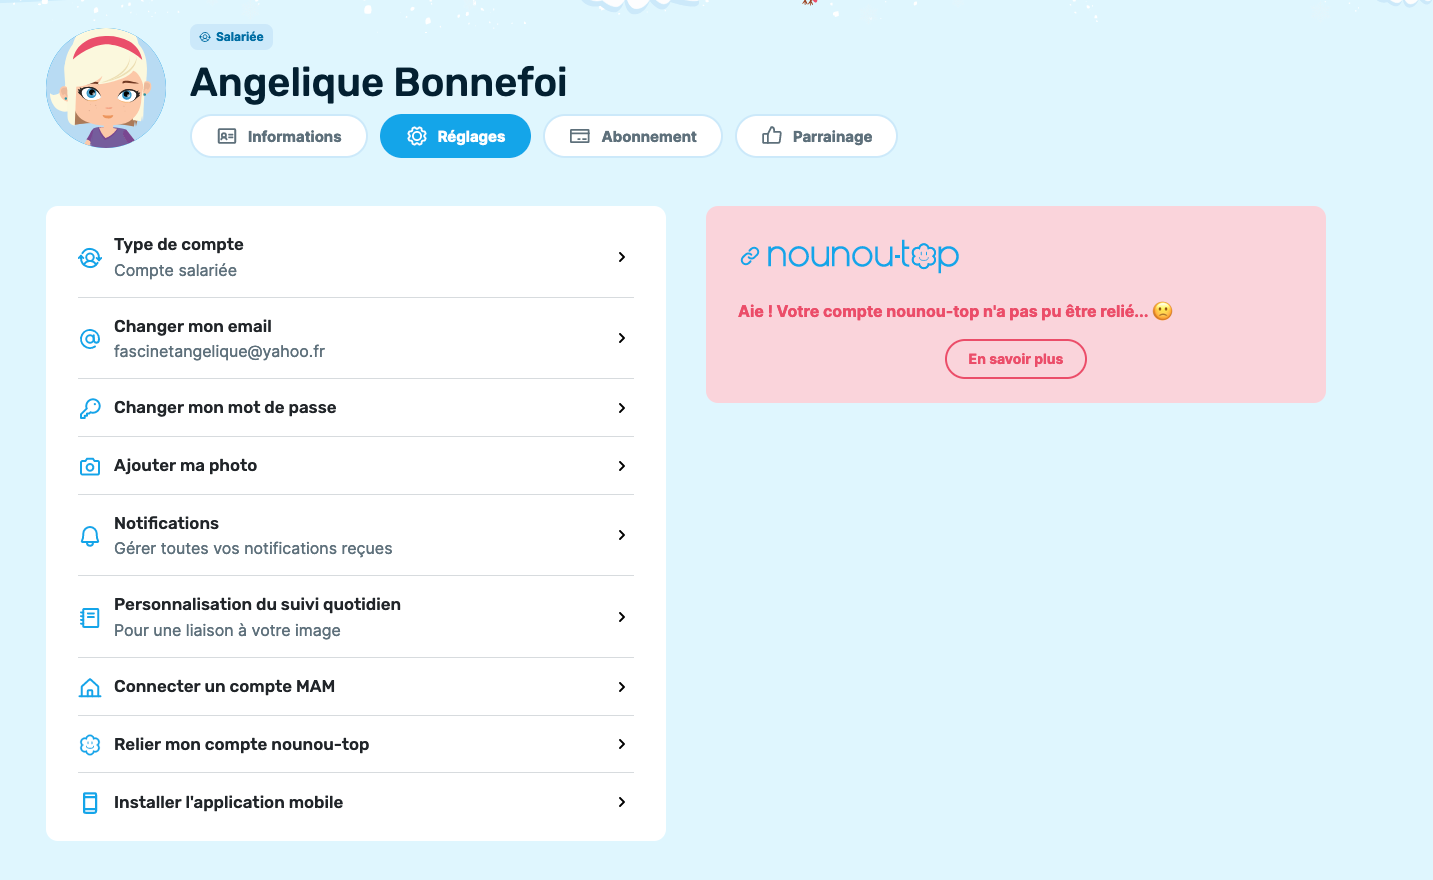 Salariée
Angelique Bonnefoi
Informations
Réglages
Abonnement
Parrainage
Type de compte
Compte salariée
Changer mon email
fascinetangelique@yahoo.fr
Changer mon mot de passe
Ajouter ma photo
Notifications
Gérer toutes vos notifications reçues
Personnalisation du suivi quotidien
Pour une liaison à votre image
Connecter un compte MAM
Relier mon compte nounou-top
Installer l'application mobile
nounou-top
Aie ! Votre compte nounou-top n'a pas pu être relié... 🙁
En savoir plus